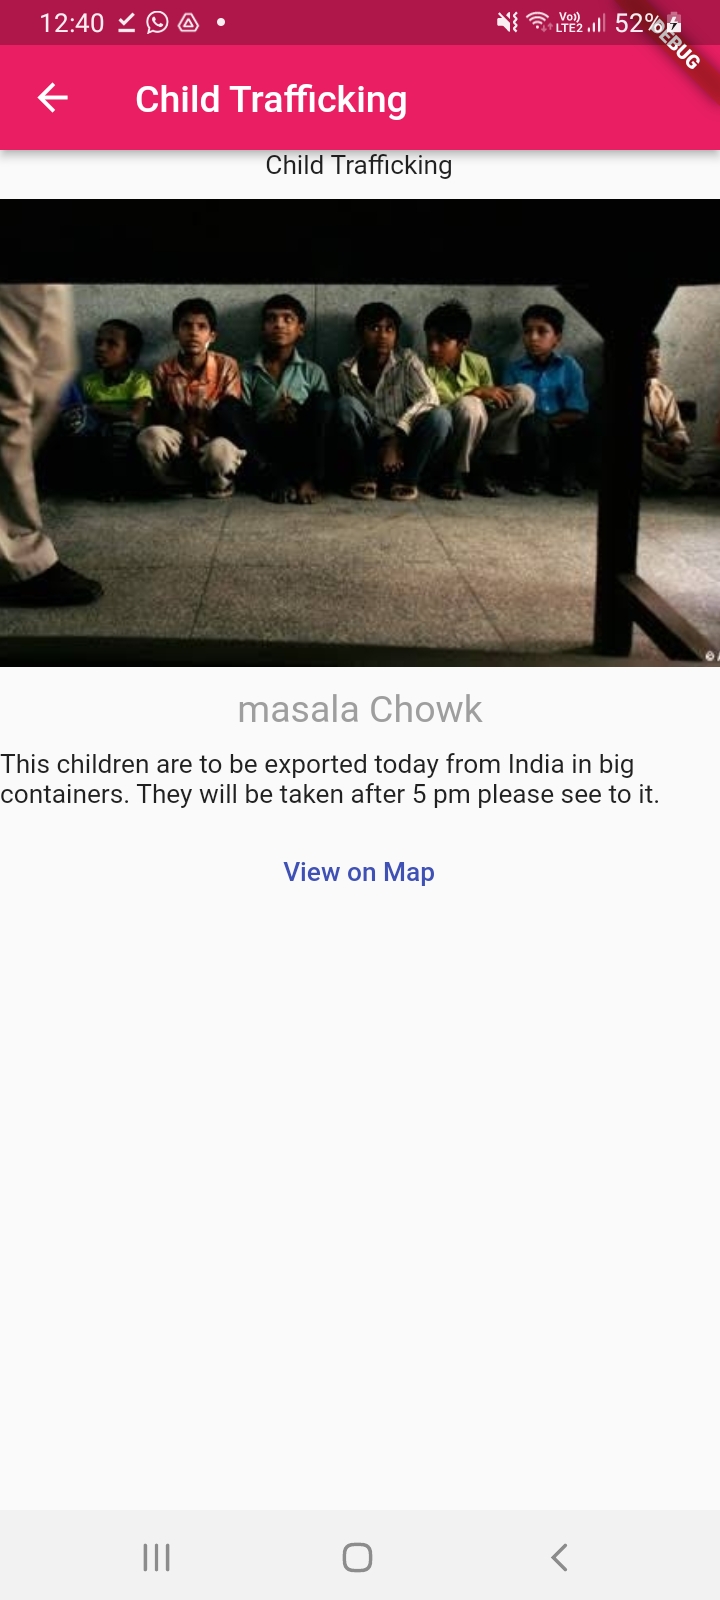 12:40
Vo)) LTE2 52%
DEBUG
Child Trafficking
Child Trafficking
masala Chowk
This children are to be exported today from India in big
containers. They will be taken after 5 pm please see to it.
View on Map